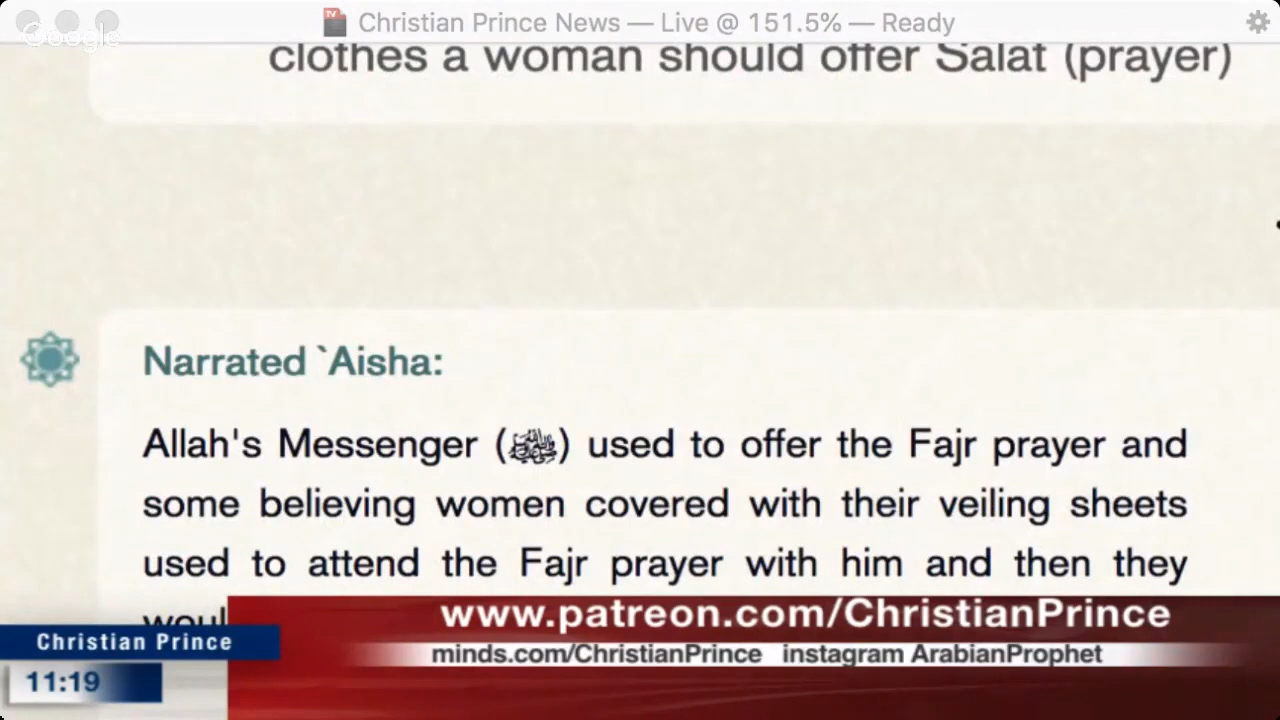 Christian Prince News — Live @ 151.5% — Ready
Google
clothes a woman should offer Salat (prayer)
Narrated `Aisha:
Allah's Messenger (ﷺ) used to offer the Fajr prayer and
some believing women covered with their veiling sheets
used to attend the Fajr prayer with him and then they
www.patreon.com/ChristianPrince
Christian Prince
minds.com/ChristianPrince instagram ArabianProphet
11:19